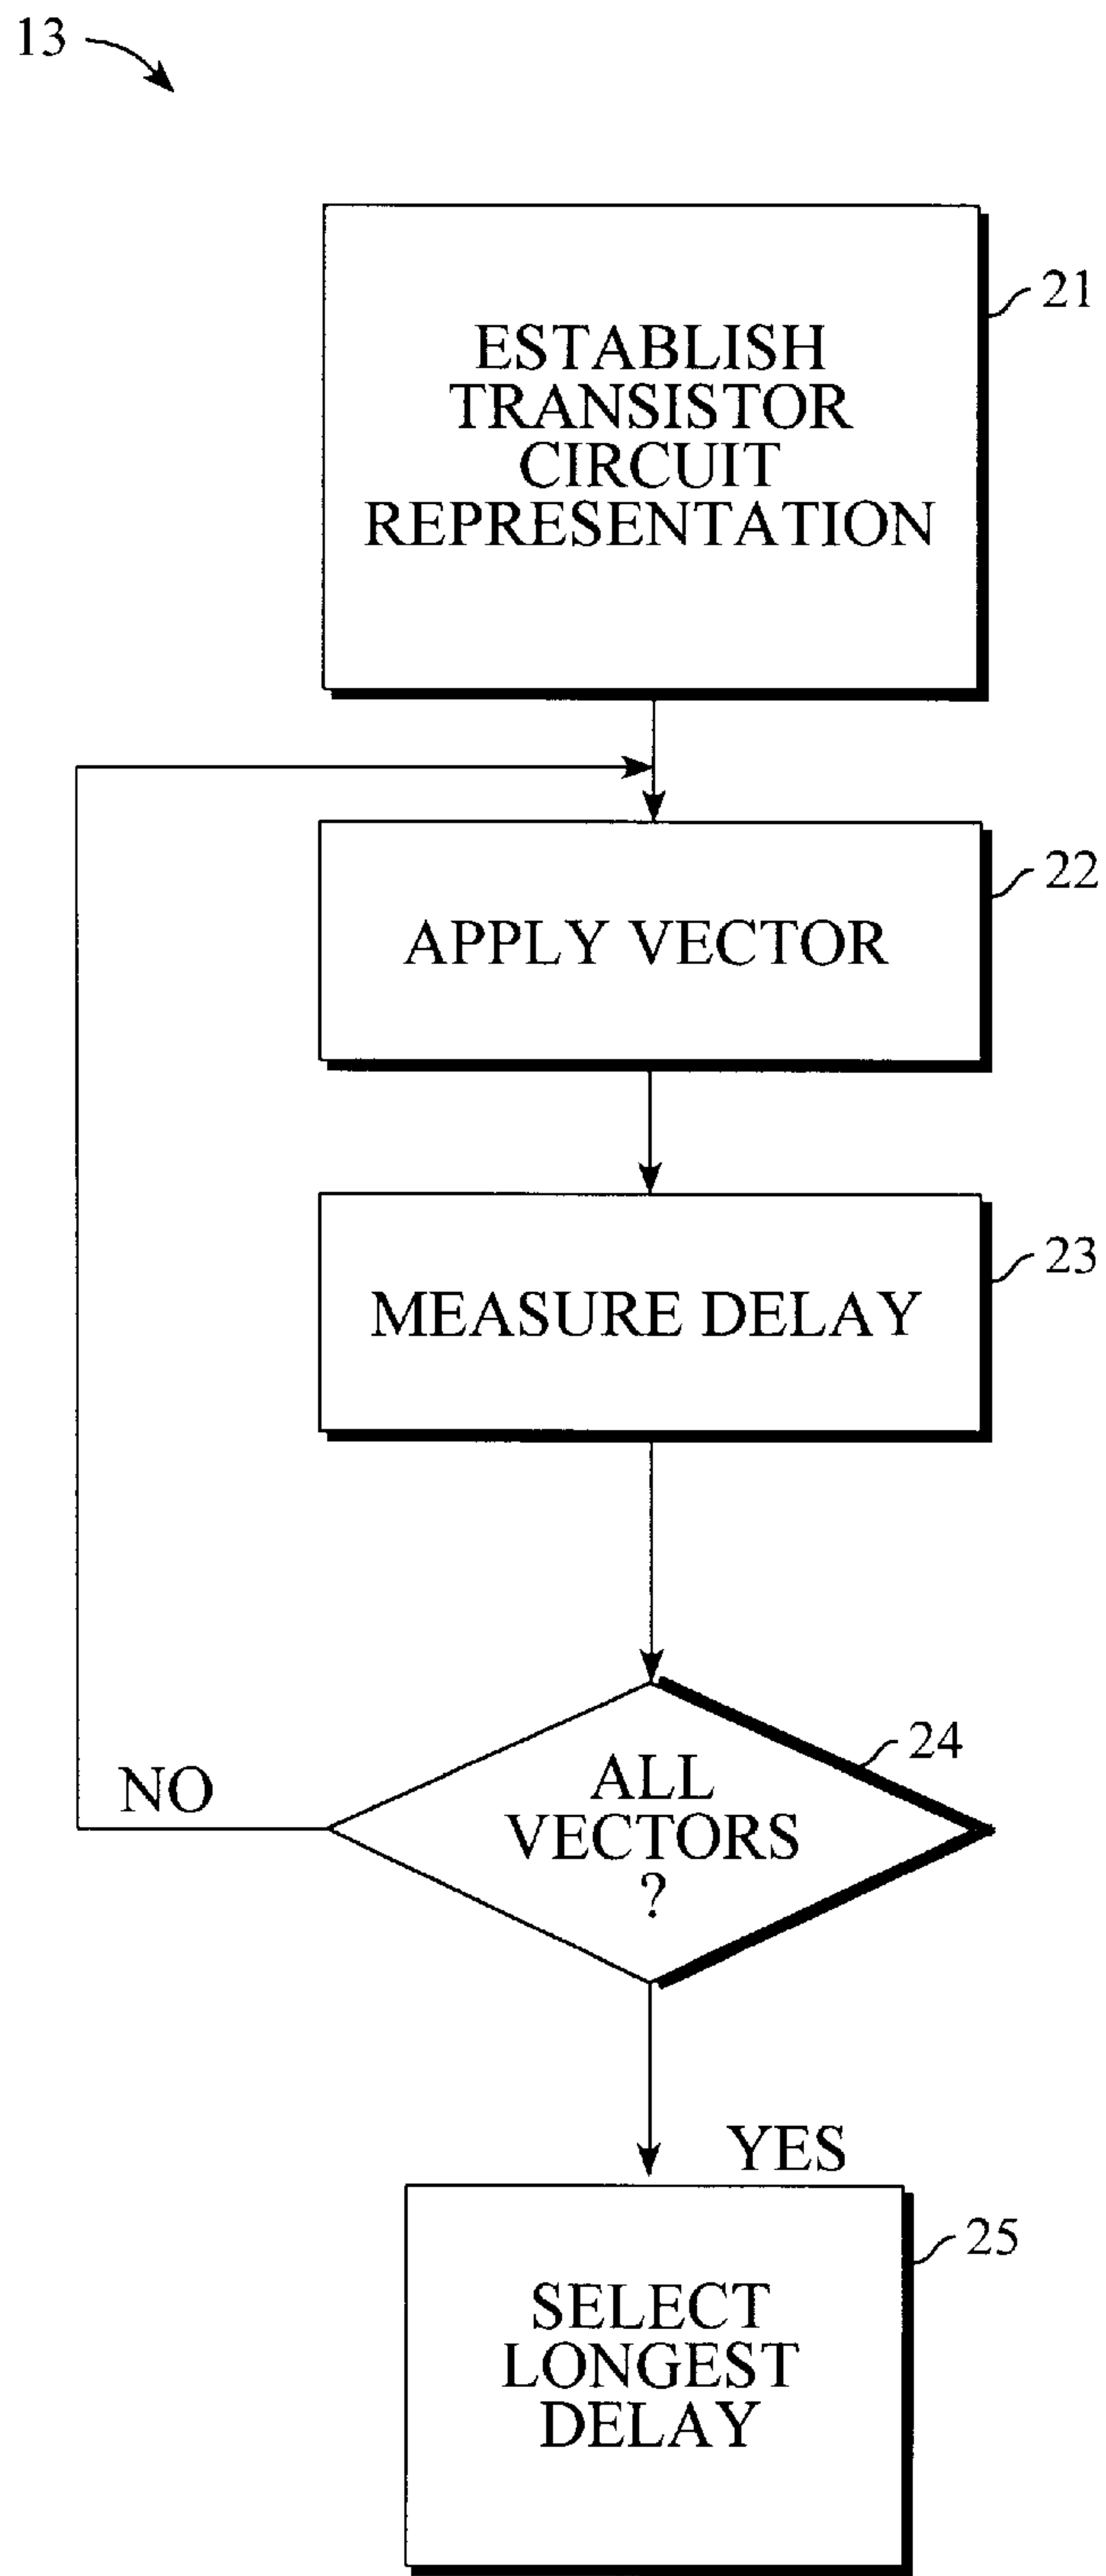 13
21
ESTABLISH
TRANSISTOR
CIRCUIT
REPRESENTATION
22
APPLY VECTOR
23
MEASURE DELAY
24
ALL
VECTORS
?
NO
YES
25
SELECT
LONGEST
DELAY